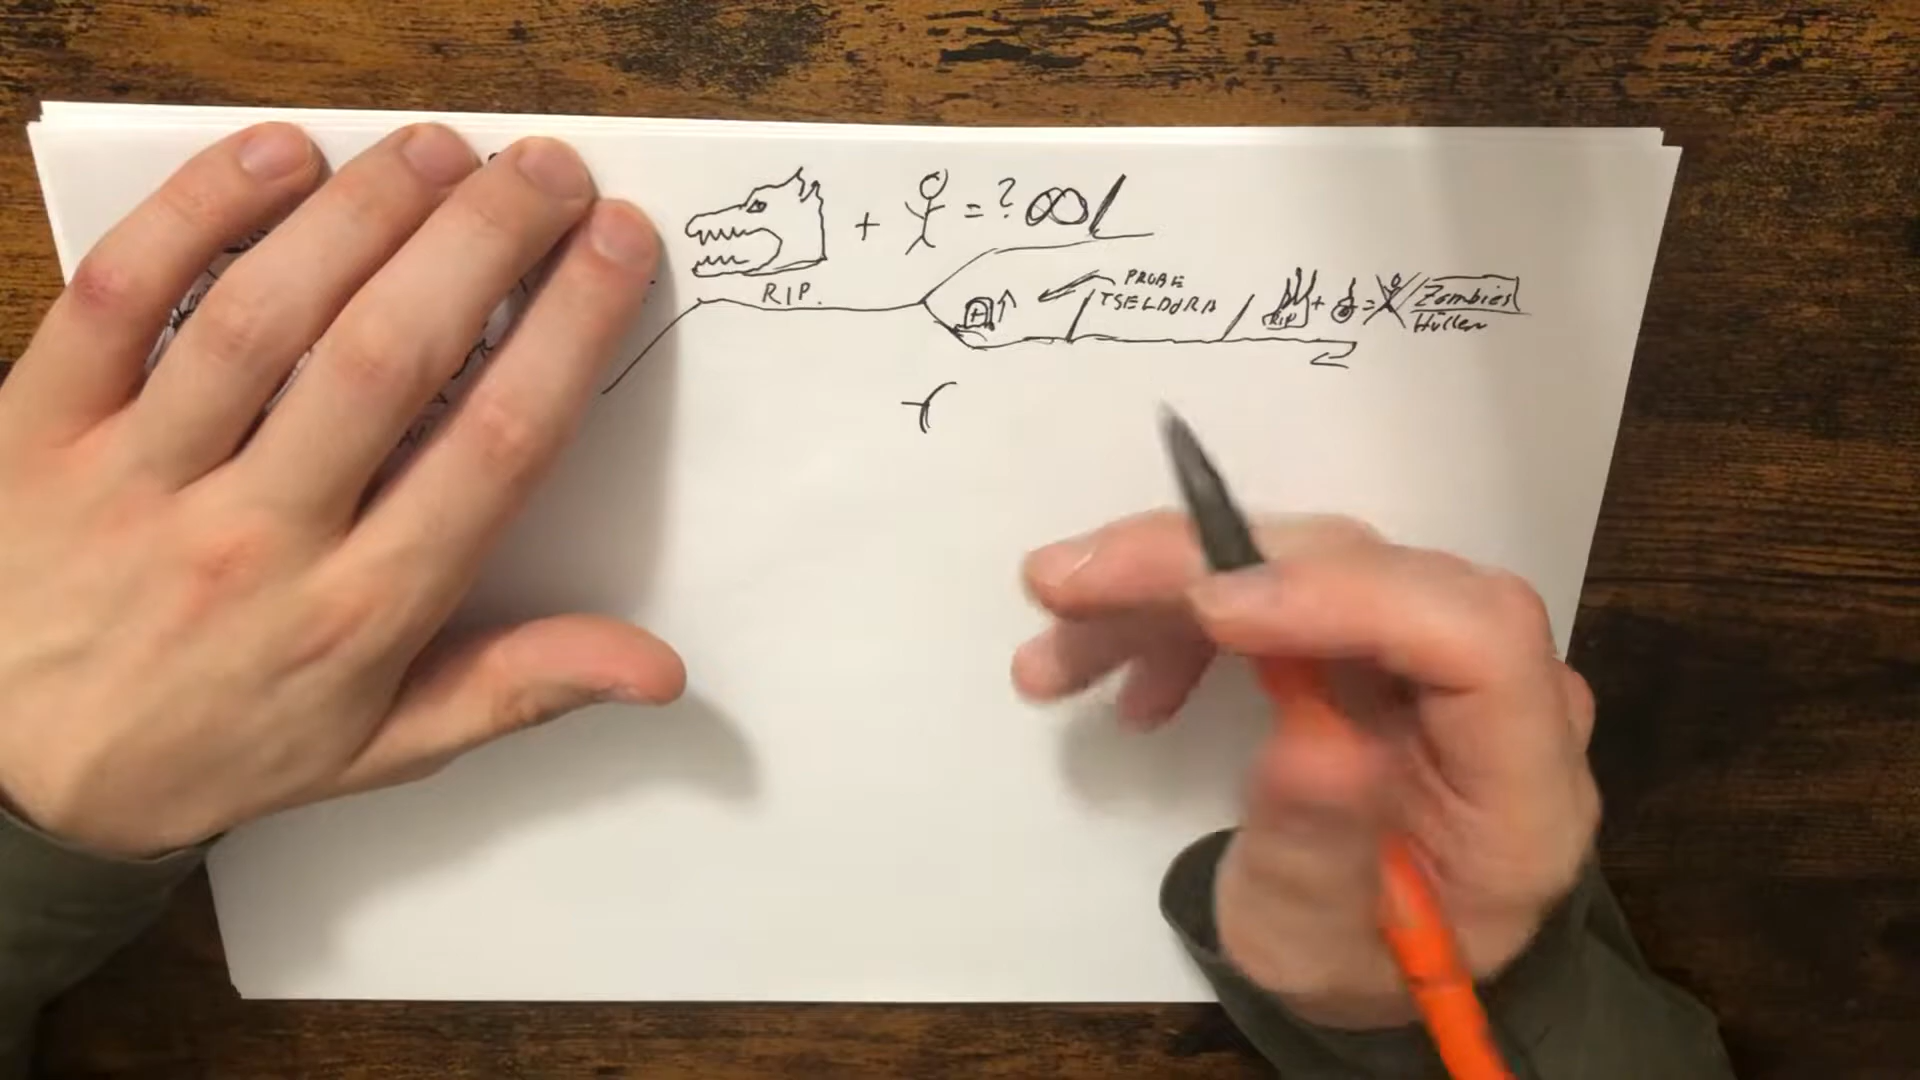 + = ?
RIP.
PROBE
TSELDORA
RIP + = Zombies
Hüllen